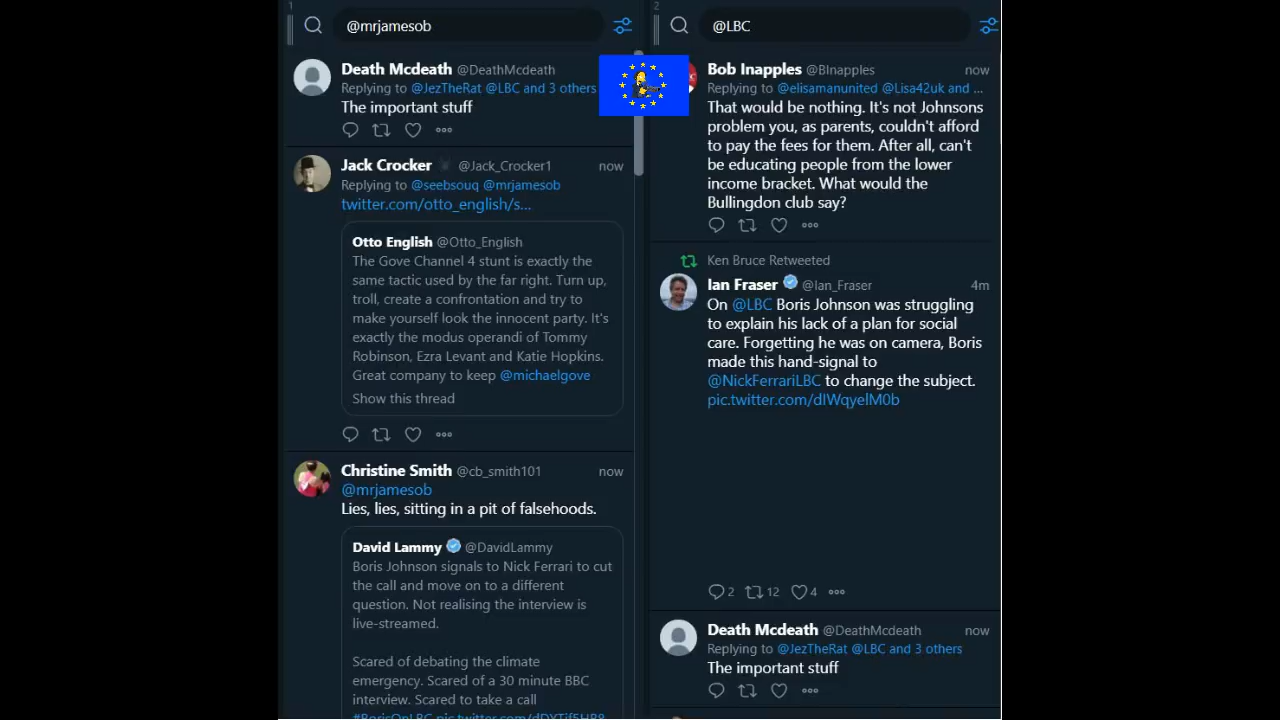 1
@mrjamesob
Death Mcdeath @DeathMcdeath
Replying to @JezTheRat @LBC and 3 others
The important stuff
Jack Crocker @Jack_Crocker1 now
Replying to @seebsouq @mrjamesob
twitter.com/otto_english/s...
Otto English @Otto_English
The Gove Channel 4 stunt is exactly the
same tactic used by the far right. Turn up,
troll, create a confrontation and try to
make yourself look the innocent party. It's
exactly the modus operandi of Tommy
Robinson, Ezra Levant and Katie Hopkins.
Great company to keep @michaelgove
Show this thread
Christine Smith @cb_smith101 now
@mrjamesob
Lies, lies, sitting in a pit of falsehoods.
David Lammy @DavidLammy
Boris Johnson signals to Nick Ferrari to cut
the call and move on to a different
question. Not realising the interview is
live-streamed.
Scared of debating the climate
emergency. Scared of a 30 minute BBC
interview. Scared to take a call
#BorisOnLBC
2
@LBC
Bob Inapples @BInapples now
Replying to @elisamanunited @Lisa42uk and ...
That would be nothing. It's not Johnsons
problem you, as parents, couldn't afford
to pay the fees for them. After all, can't
be educating people from the lower
income bracket. What would the
Bullingdon club say?
Ken Bruce Retweeted
Ian Fraser @Ian_Fraser 4m
On @LBC Boris Johnson was struggling
to explain his lack of a plan for social
care. Forgetting he was on camera, Boris
made this hand-signal to
@NickFerrariLBC to change the subject.
pic.twitter.com/dIWqyelM0b
2 12 4
Death Mcdeath @DeathMcdeath now
Replying to @JezTheRat @LBC and 3 others
The important stuff